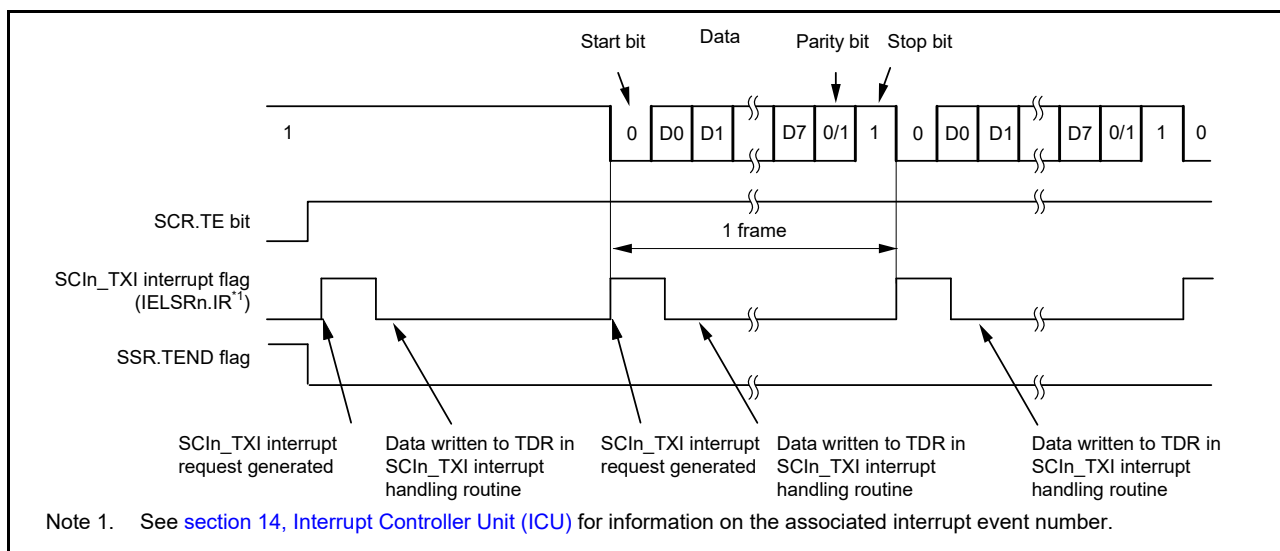 Start bit Data Parity bit Stop bit
1 0 D0 D1 D7 0/1 1 0 D0 D1 D7 0/1 1 0
SCR.TE bit
1 frame
SCIn_TXI interrupt flag
(IELSRn.IR*1)
SSR.TEND flag
SCIn_TXI interrupt
request generated
Data written to TDR in
SCIn_TXI interrupt
handling routine
SCIn_TXI interrupt
request generated
Data written to TDR in
SCIn_TXI interrupt
handling routine
Data written to TDR in
SCIn_TXI interrupt
handling routine
Note 1. See section 14, Interrupt Controller Unit (ICU) for information on the associated interrupt event number.